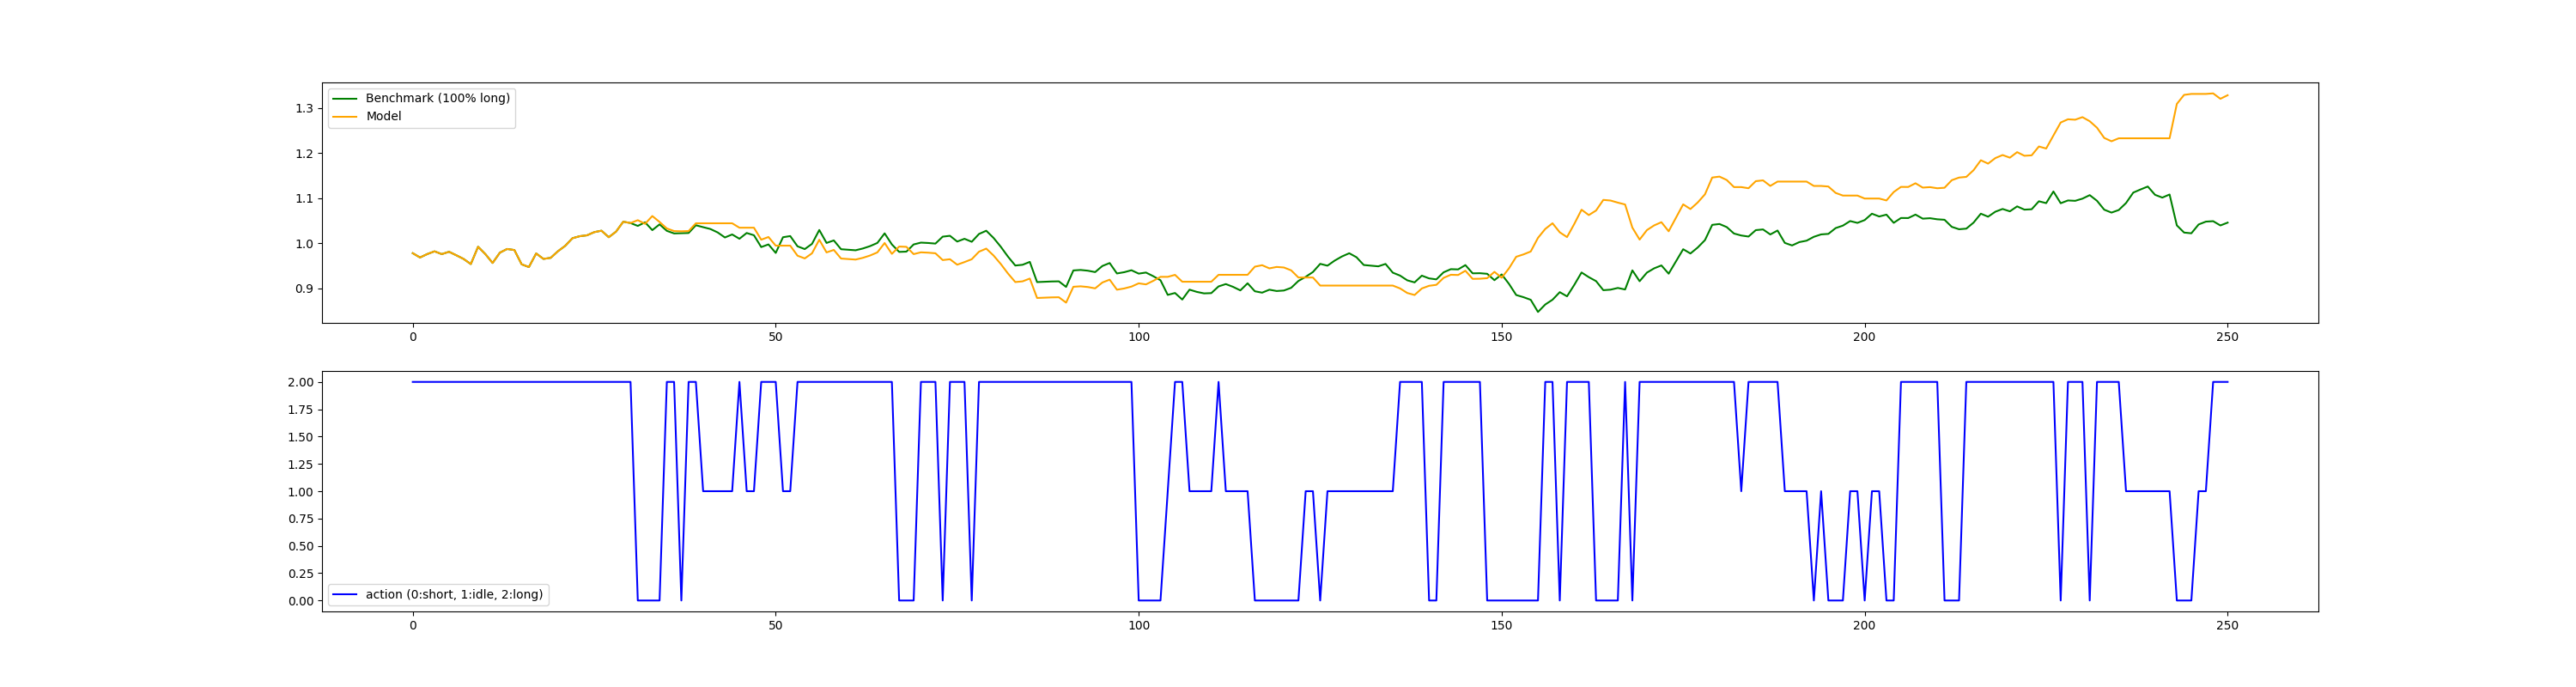 Benchmark (100% long)
Model
1.3
1.2
1.1
1.0
0.9
0 50 100 150 200 250
2.00
1.75
1.50
1.25
1.00
0.75
0.50
0.25
0.00
action (0:short, 1:idle, 2:long)
0 50 100 150 200 250